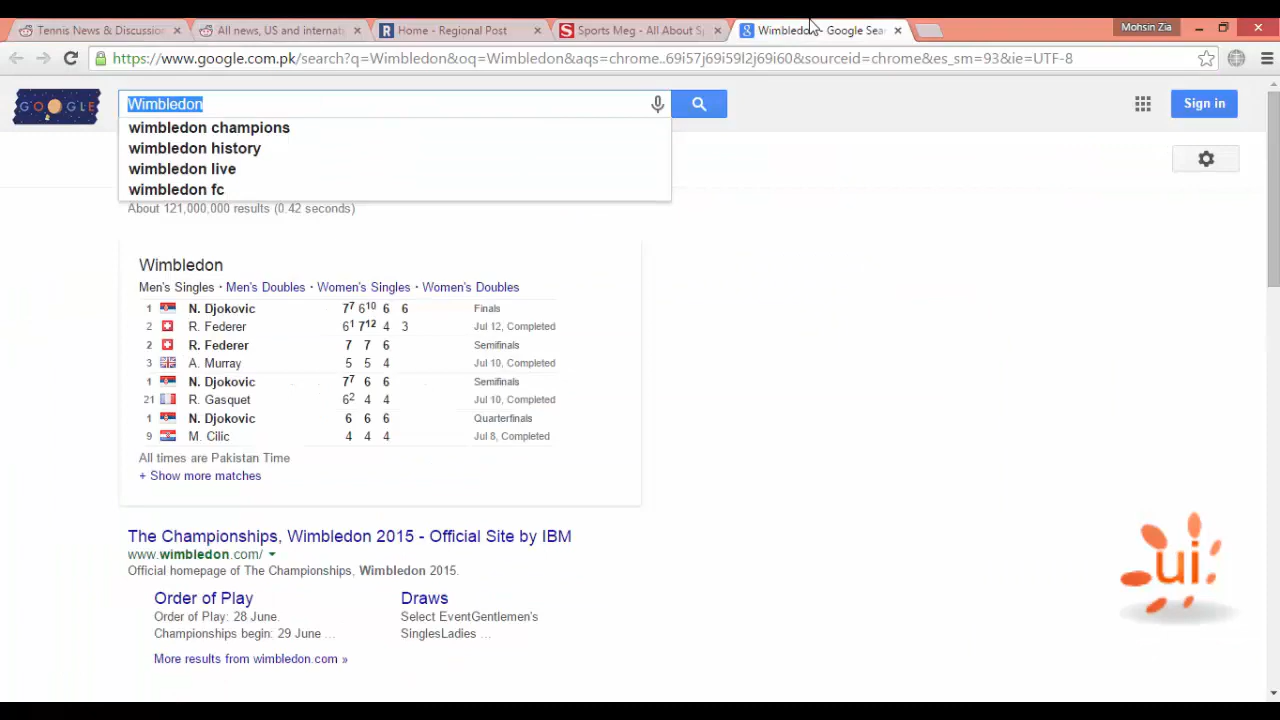 Tennis News & Discussion
All news, US and internat
Home - Regional Post
Sports Meg - All About Sp
Wimbledon - Google Sear
Mohsin Zia
https://www.google.com.pk/search?q=Wimbledon&oq=Wimbledon&aqs=chrome..69i57j69i59l2j69i60&sourceid=chrome&es_sm=93&ie=UTF-8
GOOGLE
Wimbledon
Sign in
wimbledon champions
wimbledon history
wimbledon live
wimbledon fc
About 121,000,000 results (0.42 seconds)
Wimbledon
Men's Singles · Men's Doubles · Women's Singles · Women's Doubles
1 N. Djokovic 7⁷ 6¹⁰ 6 6 Finals
2 R. Federer 6¹ 7¹² 4 3 Jul 12, Completed
2 R. Federer 7 7 6 Semifinals
3 A. Murray 5 5 4 Jul 10, Completed
1 N. Djokovic 7⁷ 6 6 Semifinals
21 R. Gasquet 6² 4 4 Jul 10, Completed
1 N. Djokovic 6 6 6 Quarterfinals
9 M. Cilic 4 4 4 Jul 8, Completed
All times are Pakistan Time
+ Show more matches
The Championships, Wimbledon 2015 - Official Site by IBM
www.wimbledon.com/
Official homepage of The Championships, Wimbledon 2015.
Order of Play
Order of Play: 28 June.
Championships begin: 29 June ...
Draws
Select EventGentlemen's
SinglesLadies ...
More results from wimbledon.com »
ui